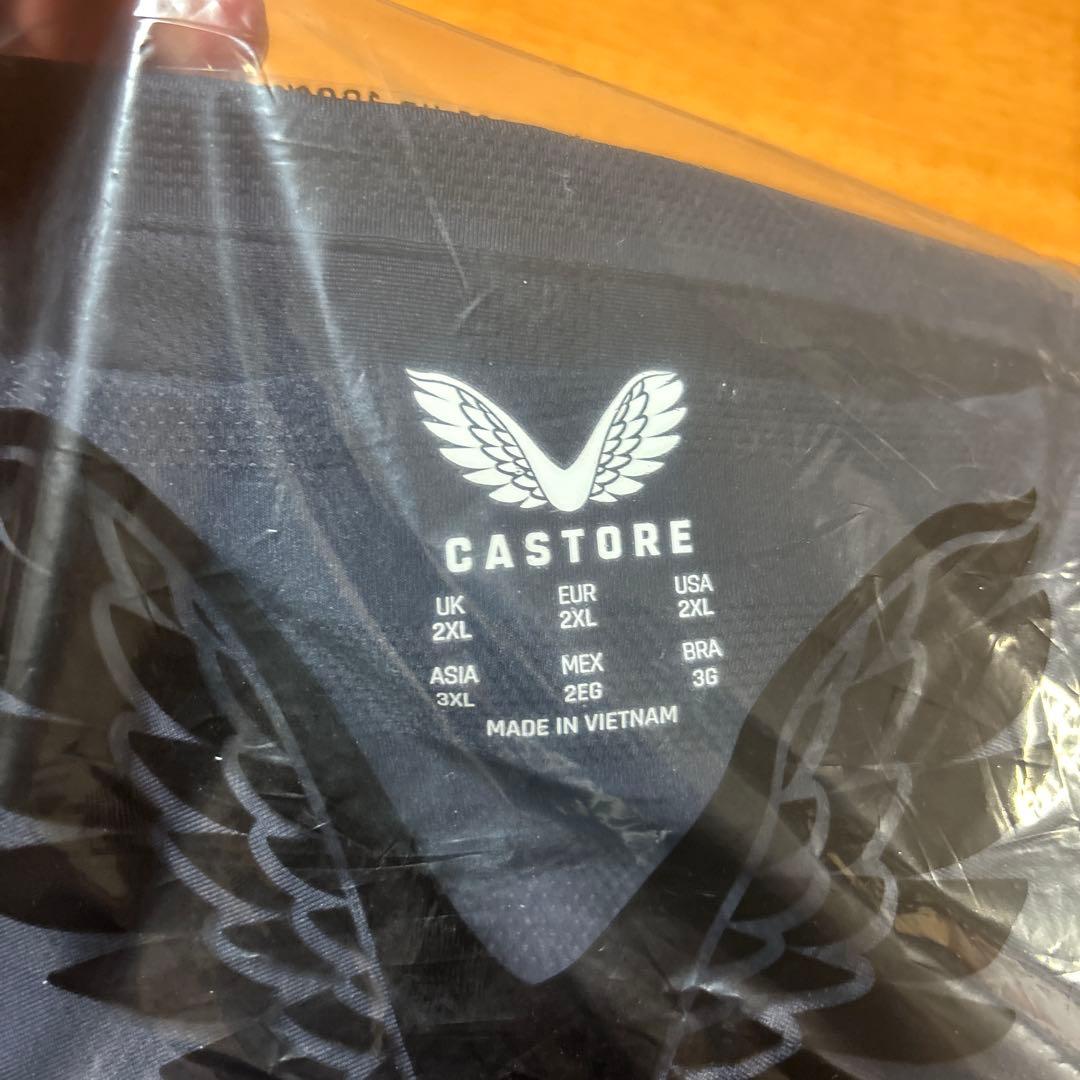 CASTORE
UK EUR USA
2XL 2XL 2XL
ASIA MEX BRA
3XL 2EG 3G
MADE IN VIETNAM